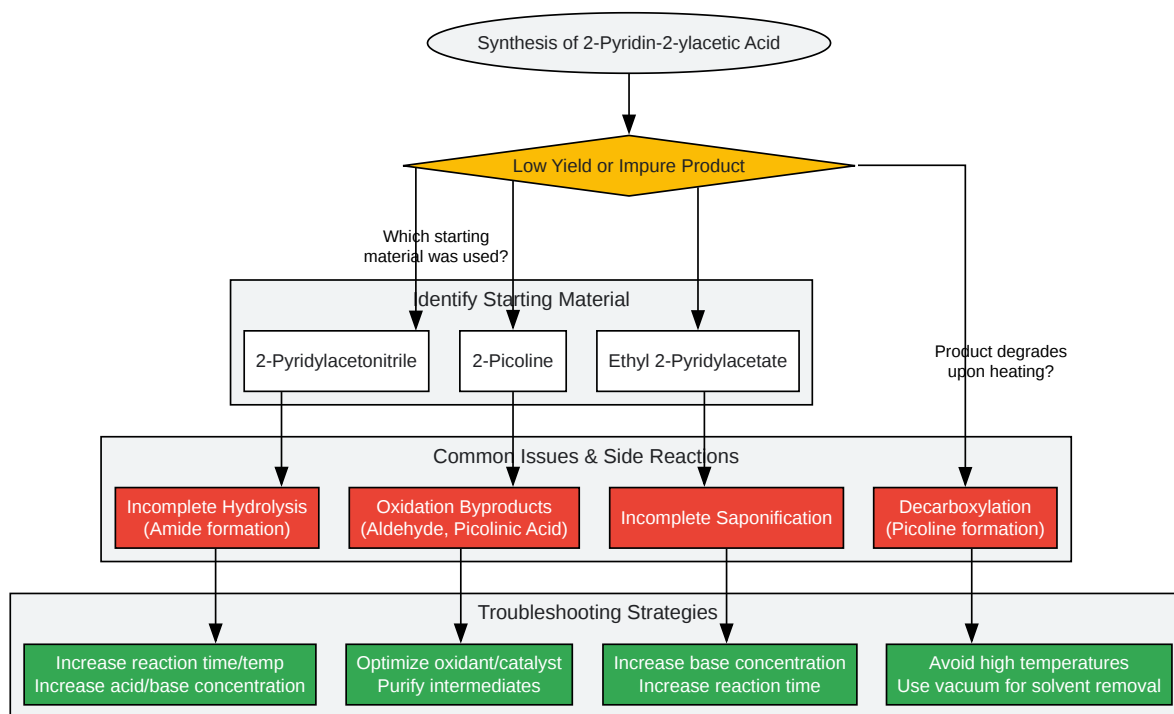 Synthesis of 2-Pyridin-2-ylacetic Acid
Low Yield or Impure Product
Which starting
material was used?
Identify Starting Material
2-Pyridylacetonitrile
2-Picoline
Ethyl 2-Pyridylacetate
Product degrades
upon heating?
Common Issues & Side Reactions
Incomplete Hydrolysis
(Amide formation)
Oxidation Byproducts
(Aldehyde, Picolinic Acid)
Incomplete Saponification
Decarboxylation
(Picoline formation)
Troubleshooting Strategies
Increase reaction time/temp
Increase acid/base concentration
Optimize oxidant/catalyst
Purify intermediates
Increase base concentration
Increase reaction time
Avoid high temperatures
Use vacuum for solvent removal